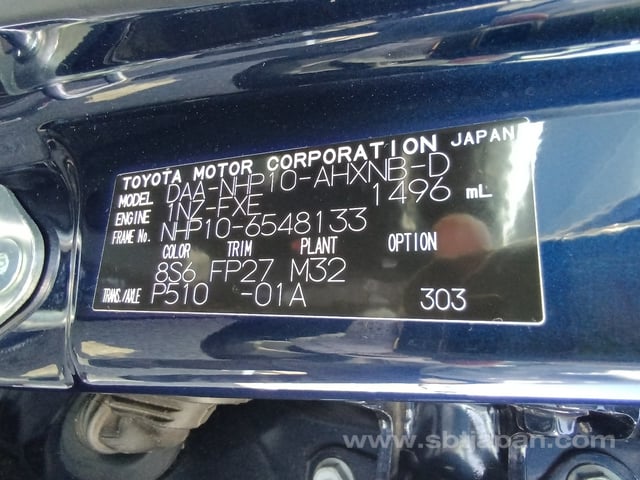 TOYOTA MOTOR CORPORATION JAPAN
MODEL DAA-NHP10-AHXNB-D
ENGINE 1NZ-FXE 1496 mL
FRAME No. NHP10-6548133
COLOR TRIM PLANT OPTION
8S6 FP27 M32
TRANS./AXLE P510 -01A 303
www.sbtjapan.com